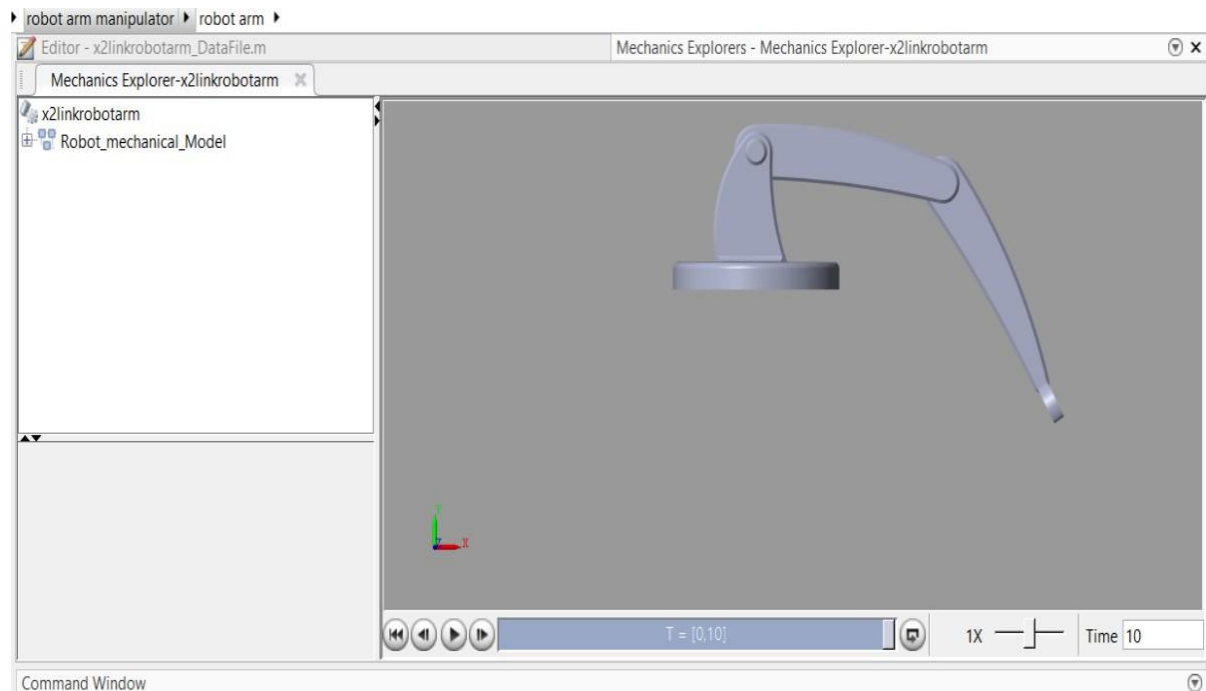 robot arm manipulator robot arm
Editor - x2linkrobotarm_DataFile.m
Mechanics Explorers - Mechanics Explorer-x2linkrobotarm
Mechanics Explorer-x2linkrobotarm
x2linkrobotarm
Robot_mechanical_Model
Y
Z X
T = [0,10]
1X
Time 10
Command Window